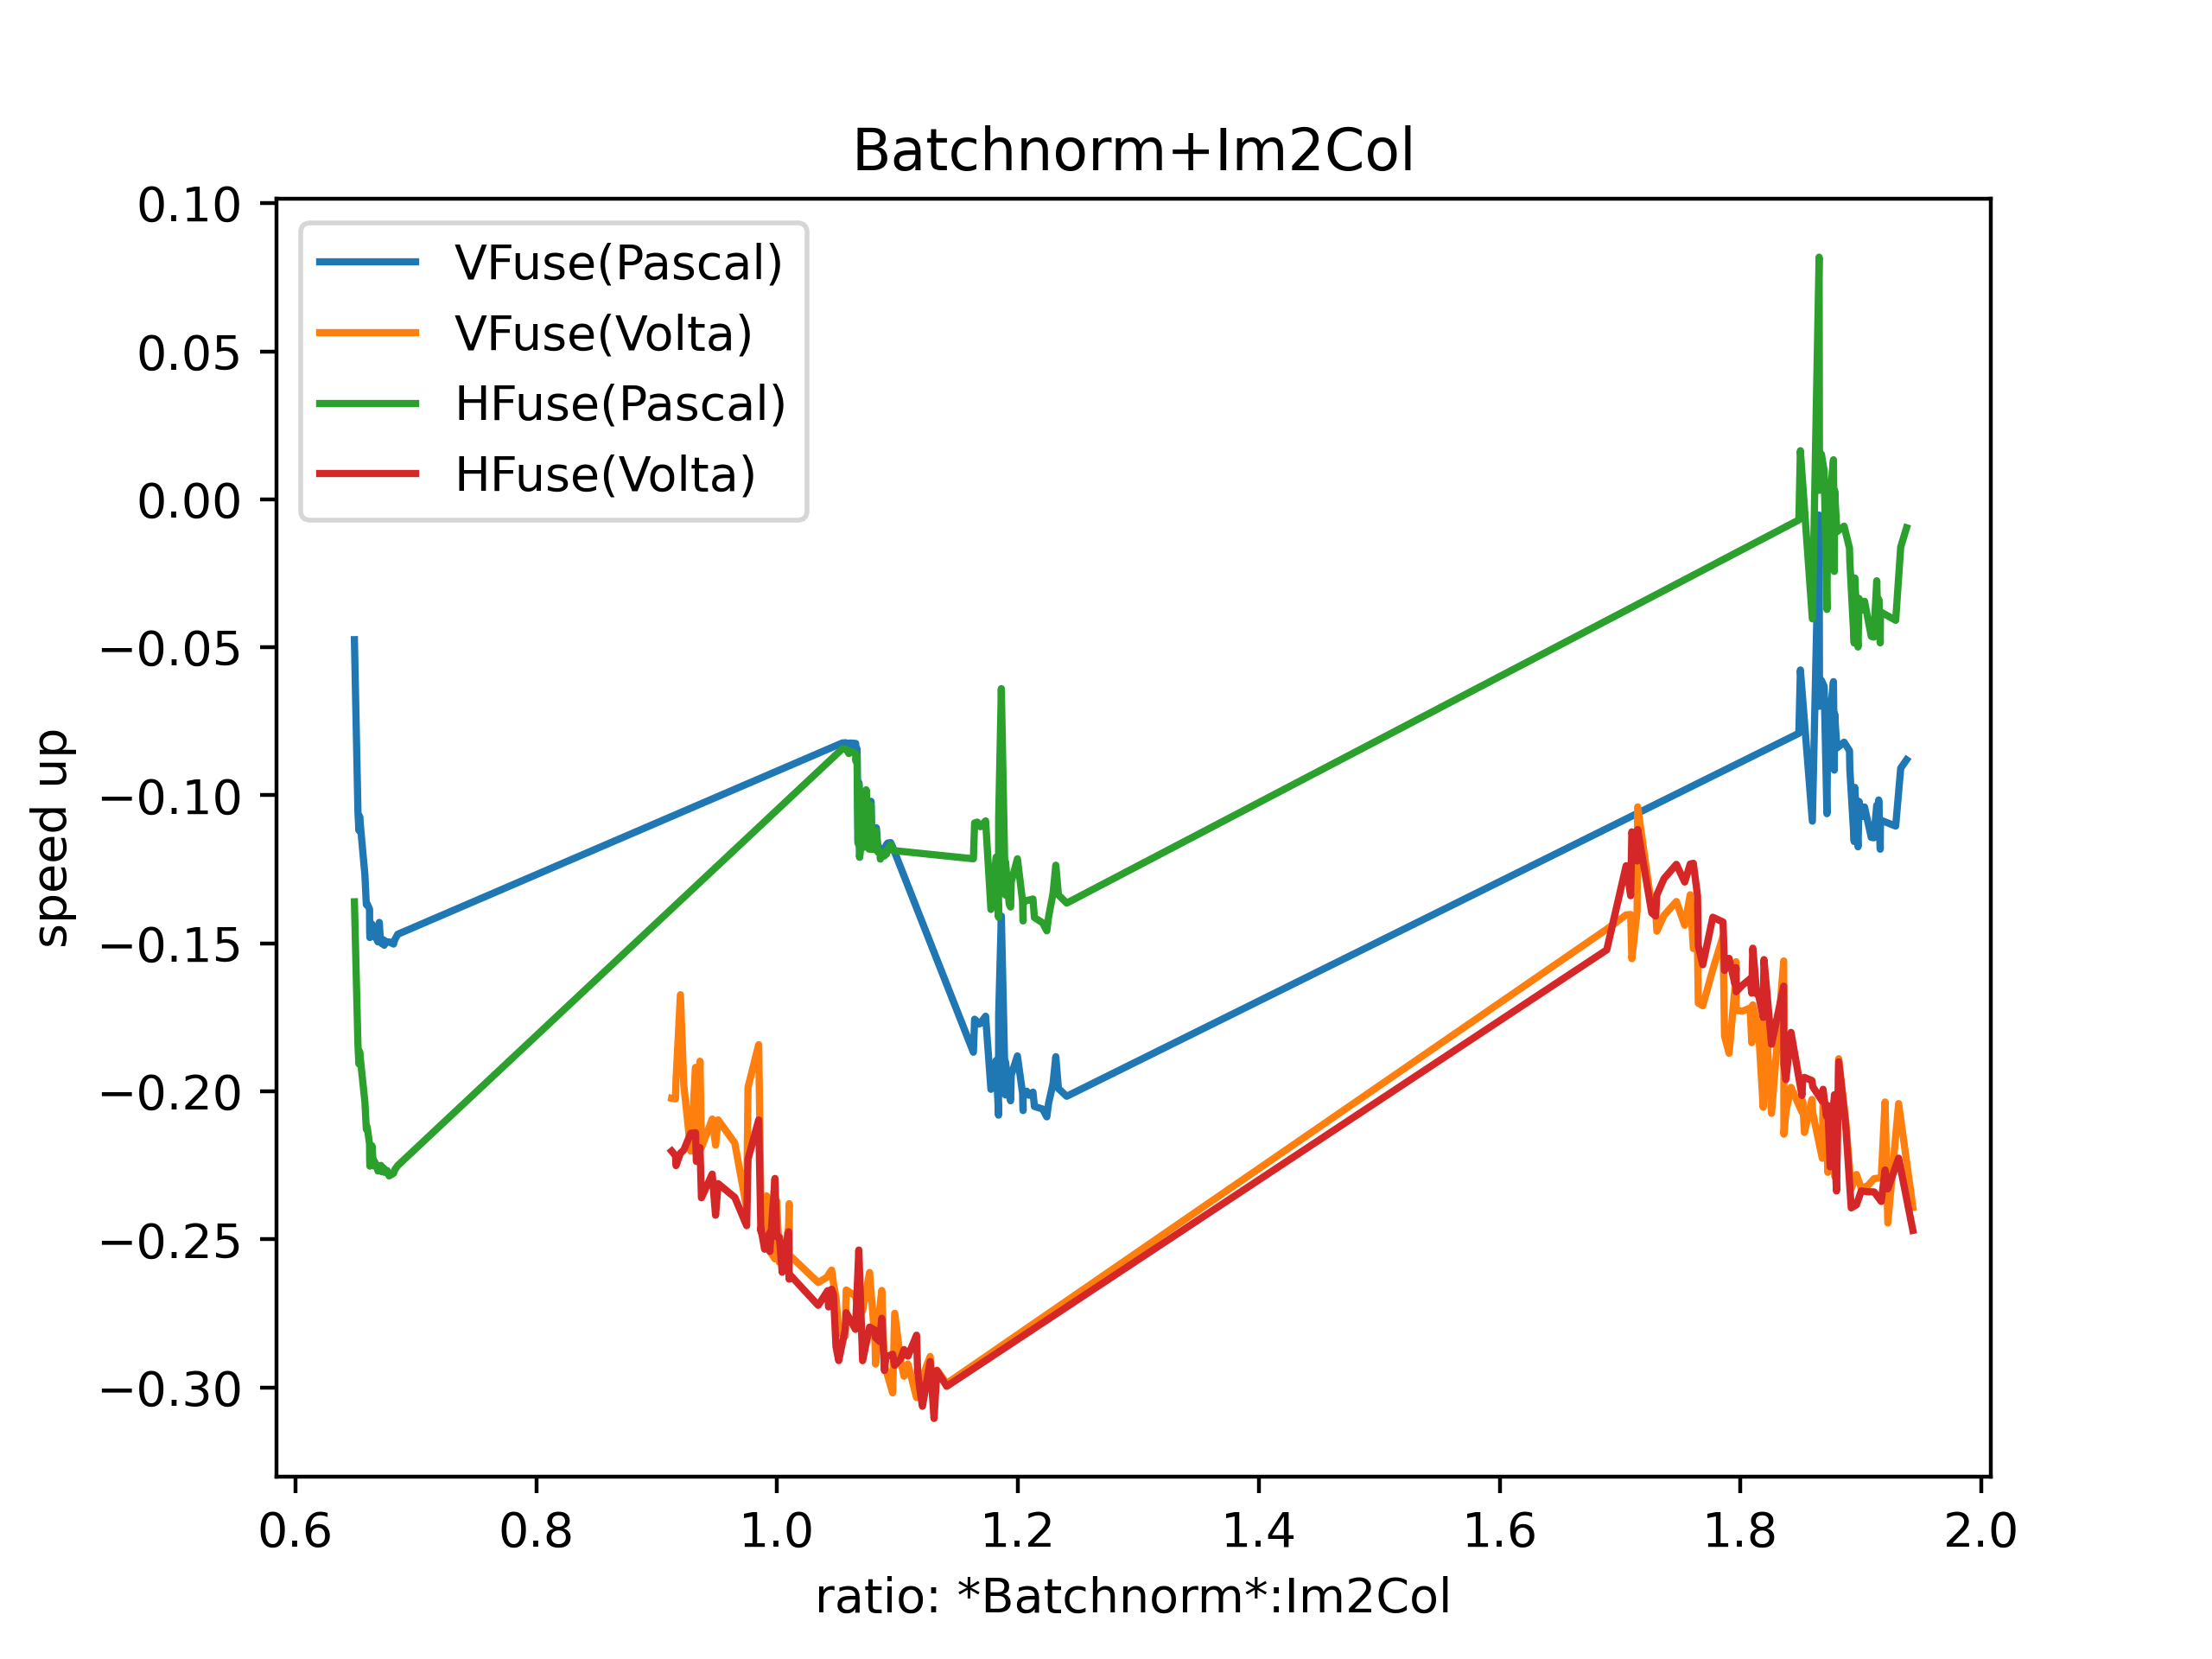 Batchnorm+Im2Col
VFuse(Pascal)
VFuse(Volta)
HFuse(Pascal)
HFuse(Volta)
speed up
0.10
0.05
0.00
−0.05
−0.10
−0.15
−0.20
−0.25
−0.30
0.6 0.8 1.0 1.2 1.4 1.6 1.8 2.0
ratio: *Batchnorm*:Im2Col